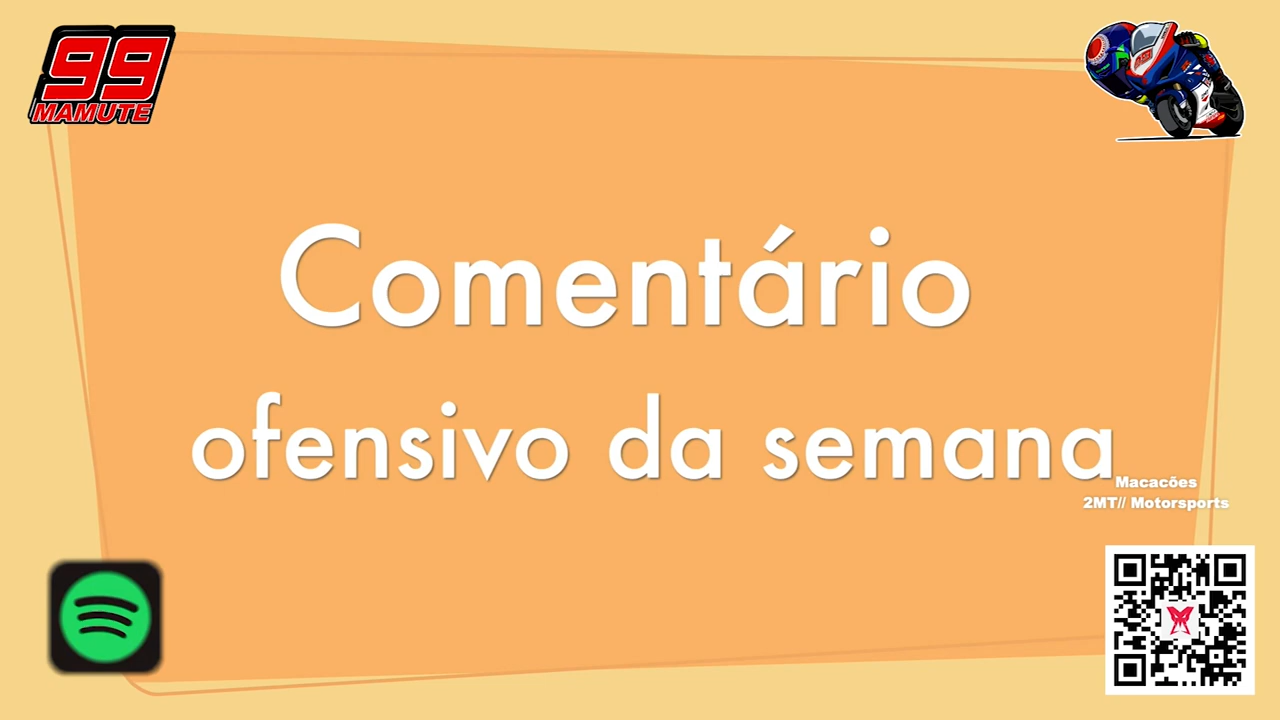 99
MAMUTE
Comentário
ofensivo da semana
Macacões
2MT// Motorsports